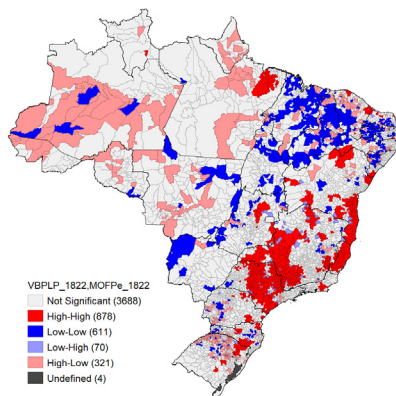 VBPLP_1822,MOFPe_1822
Not Significant (3688)
High-High (878)
Low-Low (611)
Low-High (70)
High-Low (321)
Undefined (4)